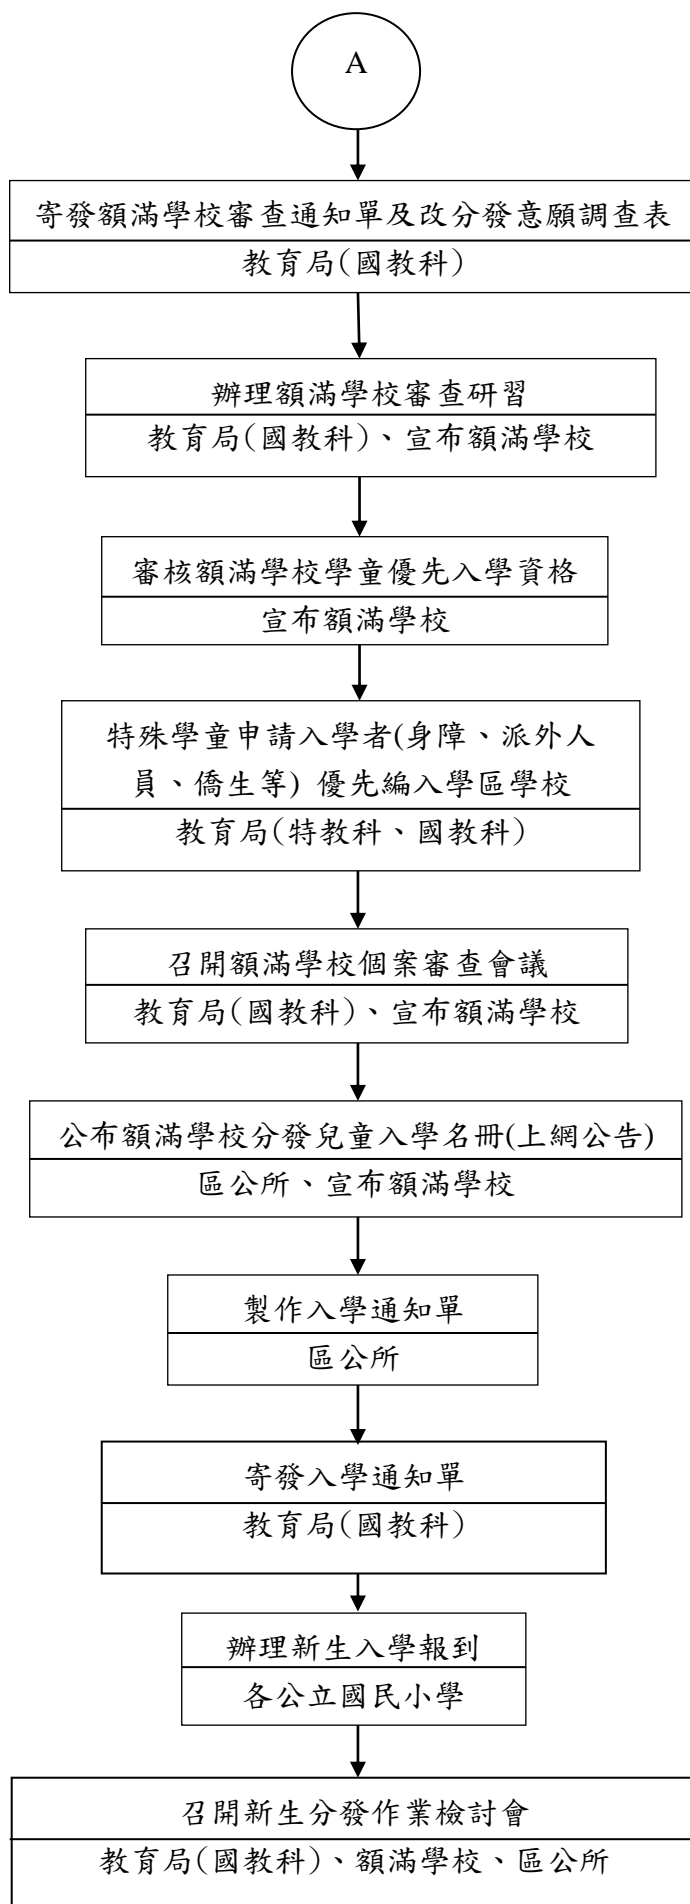 A
寄發額滿學校審查通知單及改分發意願調查表
教育局(國教科)
辦理額滿學校審查研習
教育局(國教科)、宣布額滿學校
審核額滿學校學童優先入學資格
宣布額滿學校
特殊學童申請入學者(身障、派外人
員、僑生等) 優先編入學區學校
教育局(特教科、國教科)
召開額滿學校個案審查會議
教育局(國教科)、宣布額滿學校
公布額滿學校分發兒童入學名冊(上網公告)
區公所、宣布額滿學校
製作入學通知單
區公所
寄發入學通知單
教育局(國教科)
辦理新生入學報到
各公立國民小學
召開新生分發作業檢討會
教育局(國教科)、額滿學校、區公所